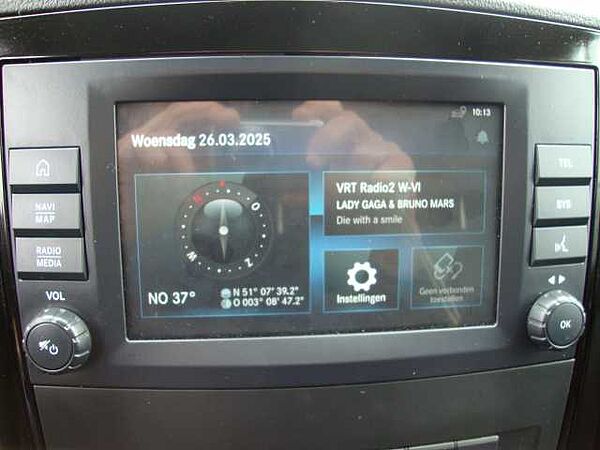 10:13
Woensdag 26.03.2025
NAVI
MAP
RADIO
MEDIA
VOL
N
O
Z
W
NO 37°
N 51° 07' 39.2"
O 003° 08' 47.2"
VRT Radio2 W-Vl
LADY GAGA & BRUNO MARS
Die with a smile
Instellingen
Geen verbonden
toestellen
TEL
SYS
OK